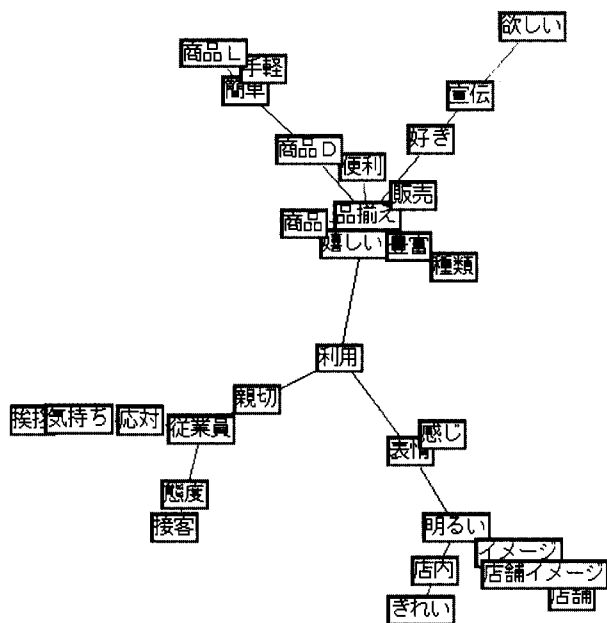 欲しい
商品L
手軽
簡単
宣伝
好き
商品D
便利
販売
品揃え
商品
嬉しい
豊富
種類
利用
親切
挨拶
気持ち
応対
従業員
感じ
表情
態度
接客
明るい
イメージ
店内
店舗イメージ
店舗
きれい